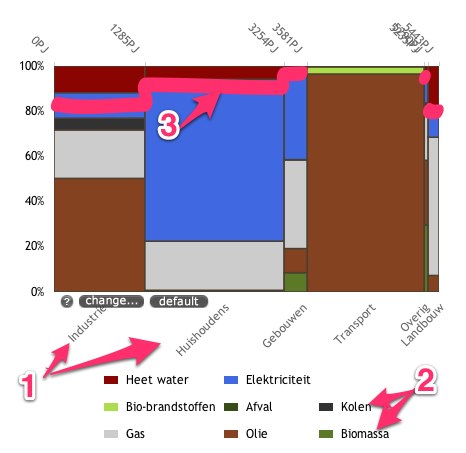 0PJ
1285PJ
3254PJ
3581PJ
5443PJ
100%
80%
60%
40%
20%
0%
3
? change... default
Industrie
Huishoudens
Gebouwen
Transport
Overig
Landbouw
1
2
Heet water
Elektriciteit
Bio-brandstoffen
Afval
Kolen
Gas
Olie
Biomassa